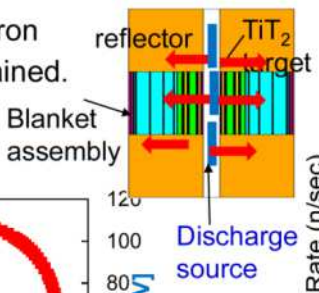 ron
ained.
reflector
TiT2
target
Blanket
assembly
Discharge
source
120
100
80
Rate (n/sec)